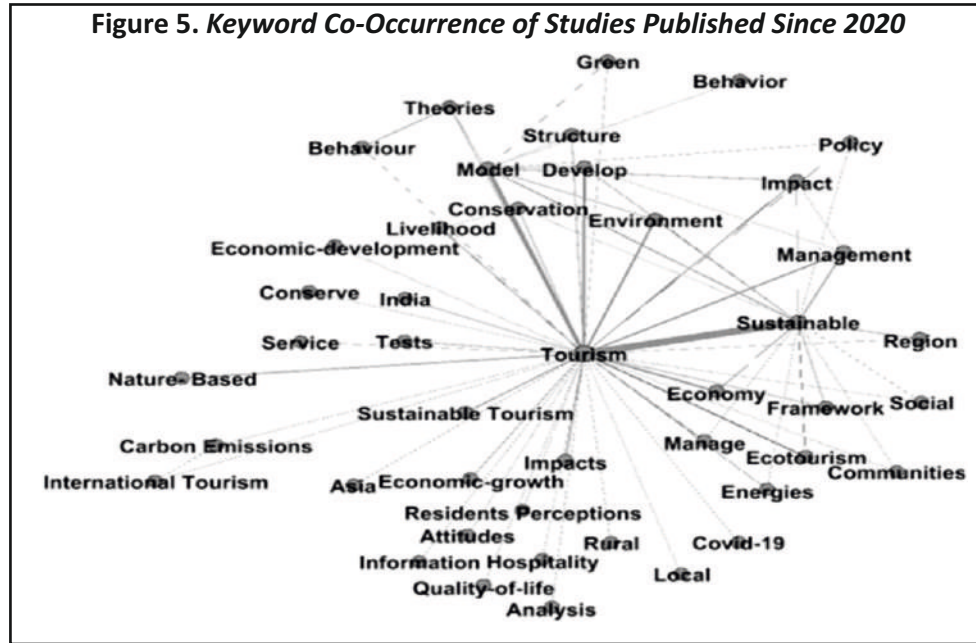 Figure 5. Keyword Co-Occurrence of Studies Published Since 2020
Green
Behavior
Theories
Structure
Behaviour
Policy
Model
Develop
Impact
Conservation
Environment
Livelihood
Economic-development
Management
Conserve
India
Sustainable
Service
Tests
Region
Tourism
Nature- Based
Economy
Social
Sustainable Tourism
Framework
Carbon Emissions
Manage
Ecotourism
Impacts
Communities
International Tourism
Asia
Economic-growth
Energies
Residents Perceptions
Attitudes
Rural
Covid-19
Information
Hospitality
Local
Quality-of-life
Analysis